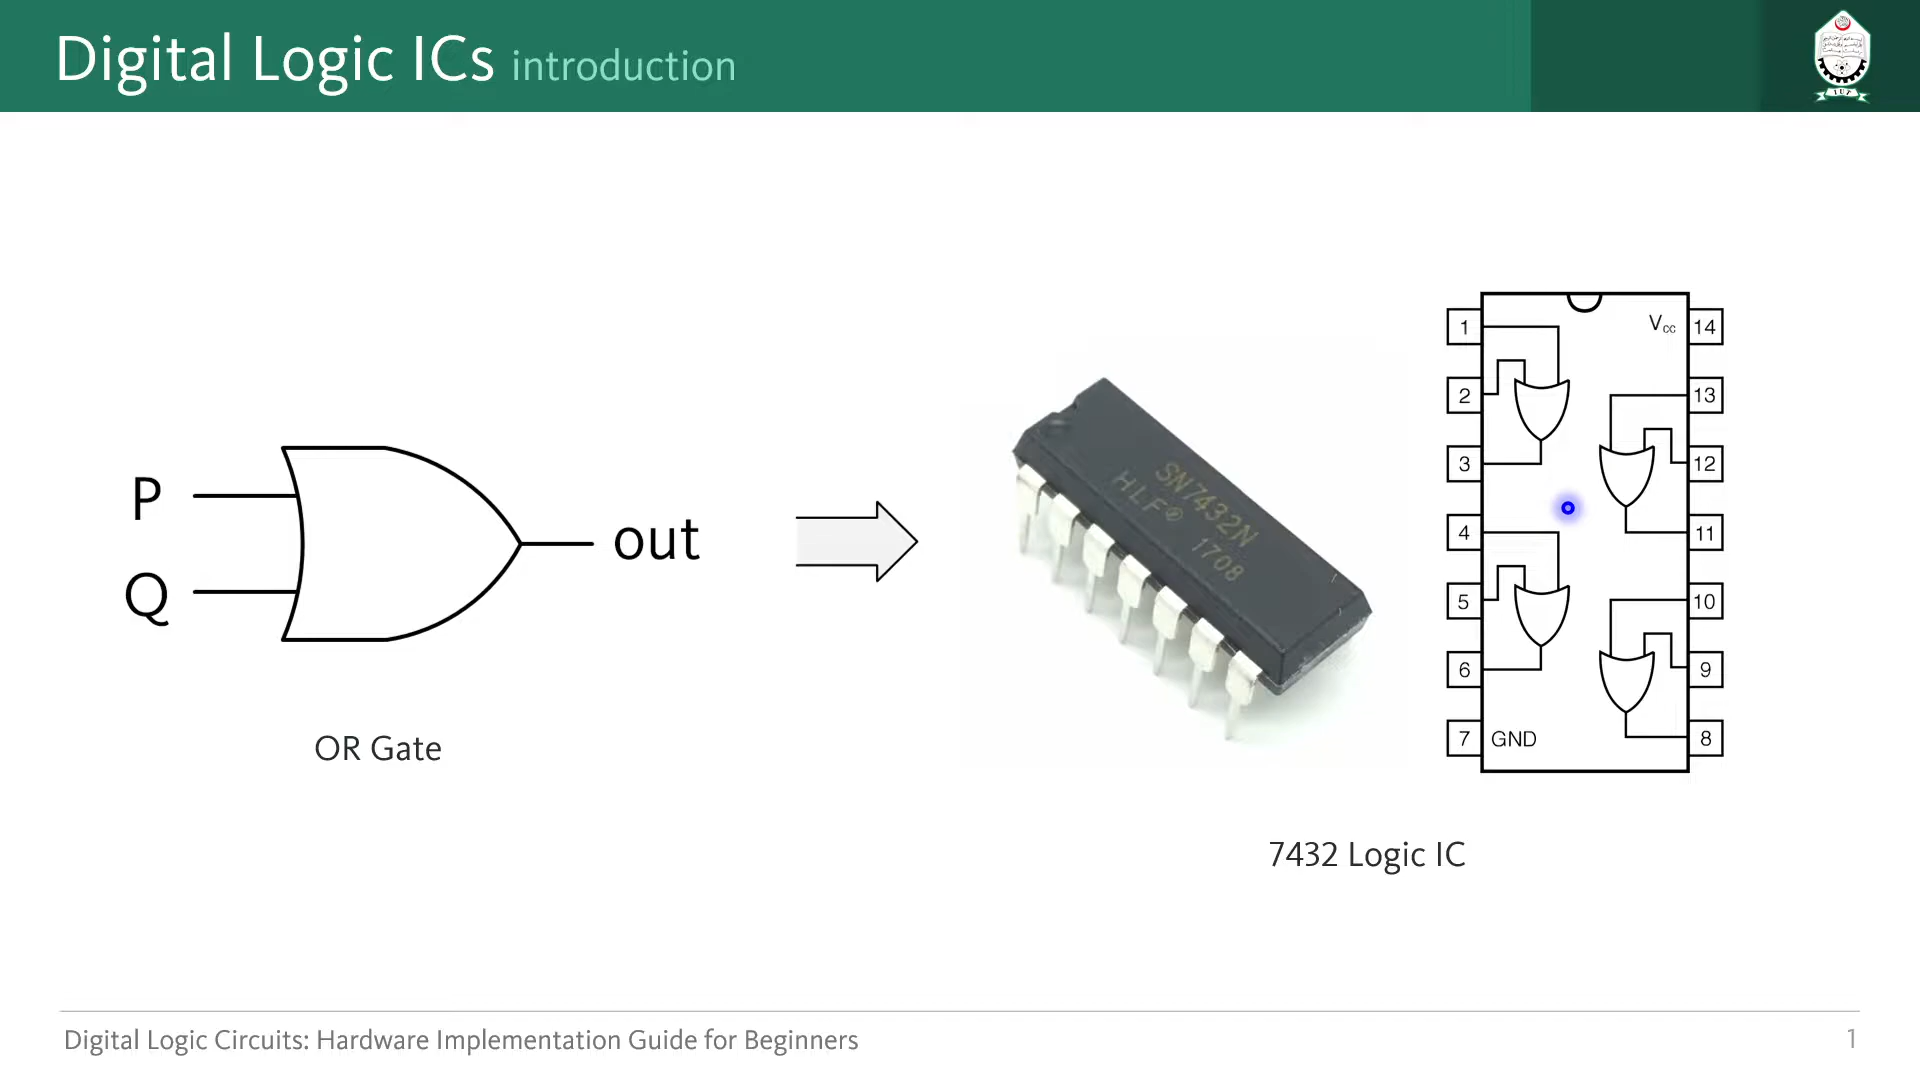 Digital Logic ICs introduction
P
Q
out
OR Gate
SN7432N
HLF® 1708
1
2
3
4
5
6
7
GND
Vcc
14
13
12
11
10
9
8
7432 Logic IC
Digital Logic Circuits: Hardware Implementation Guide for Beginners
1